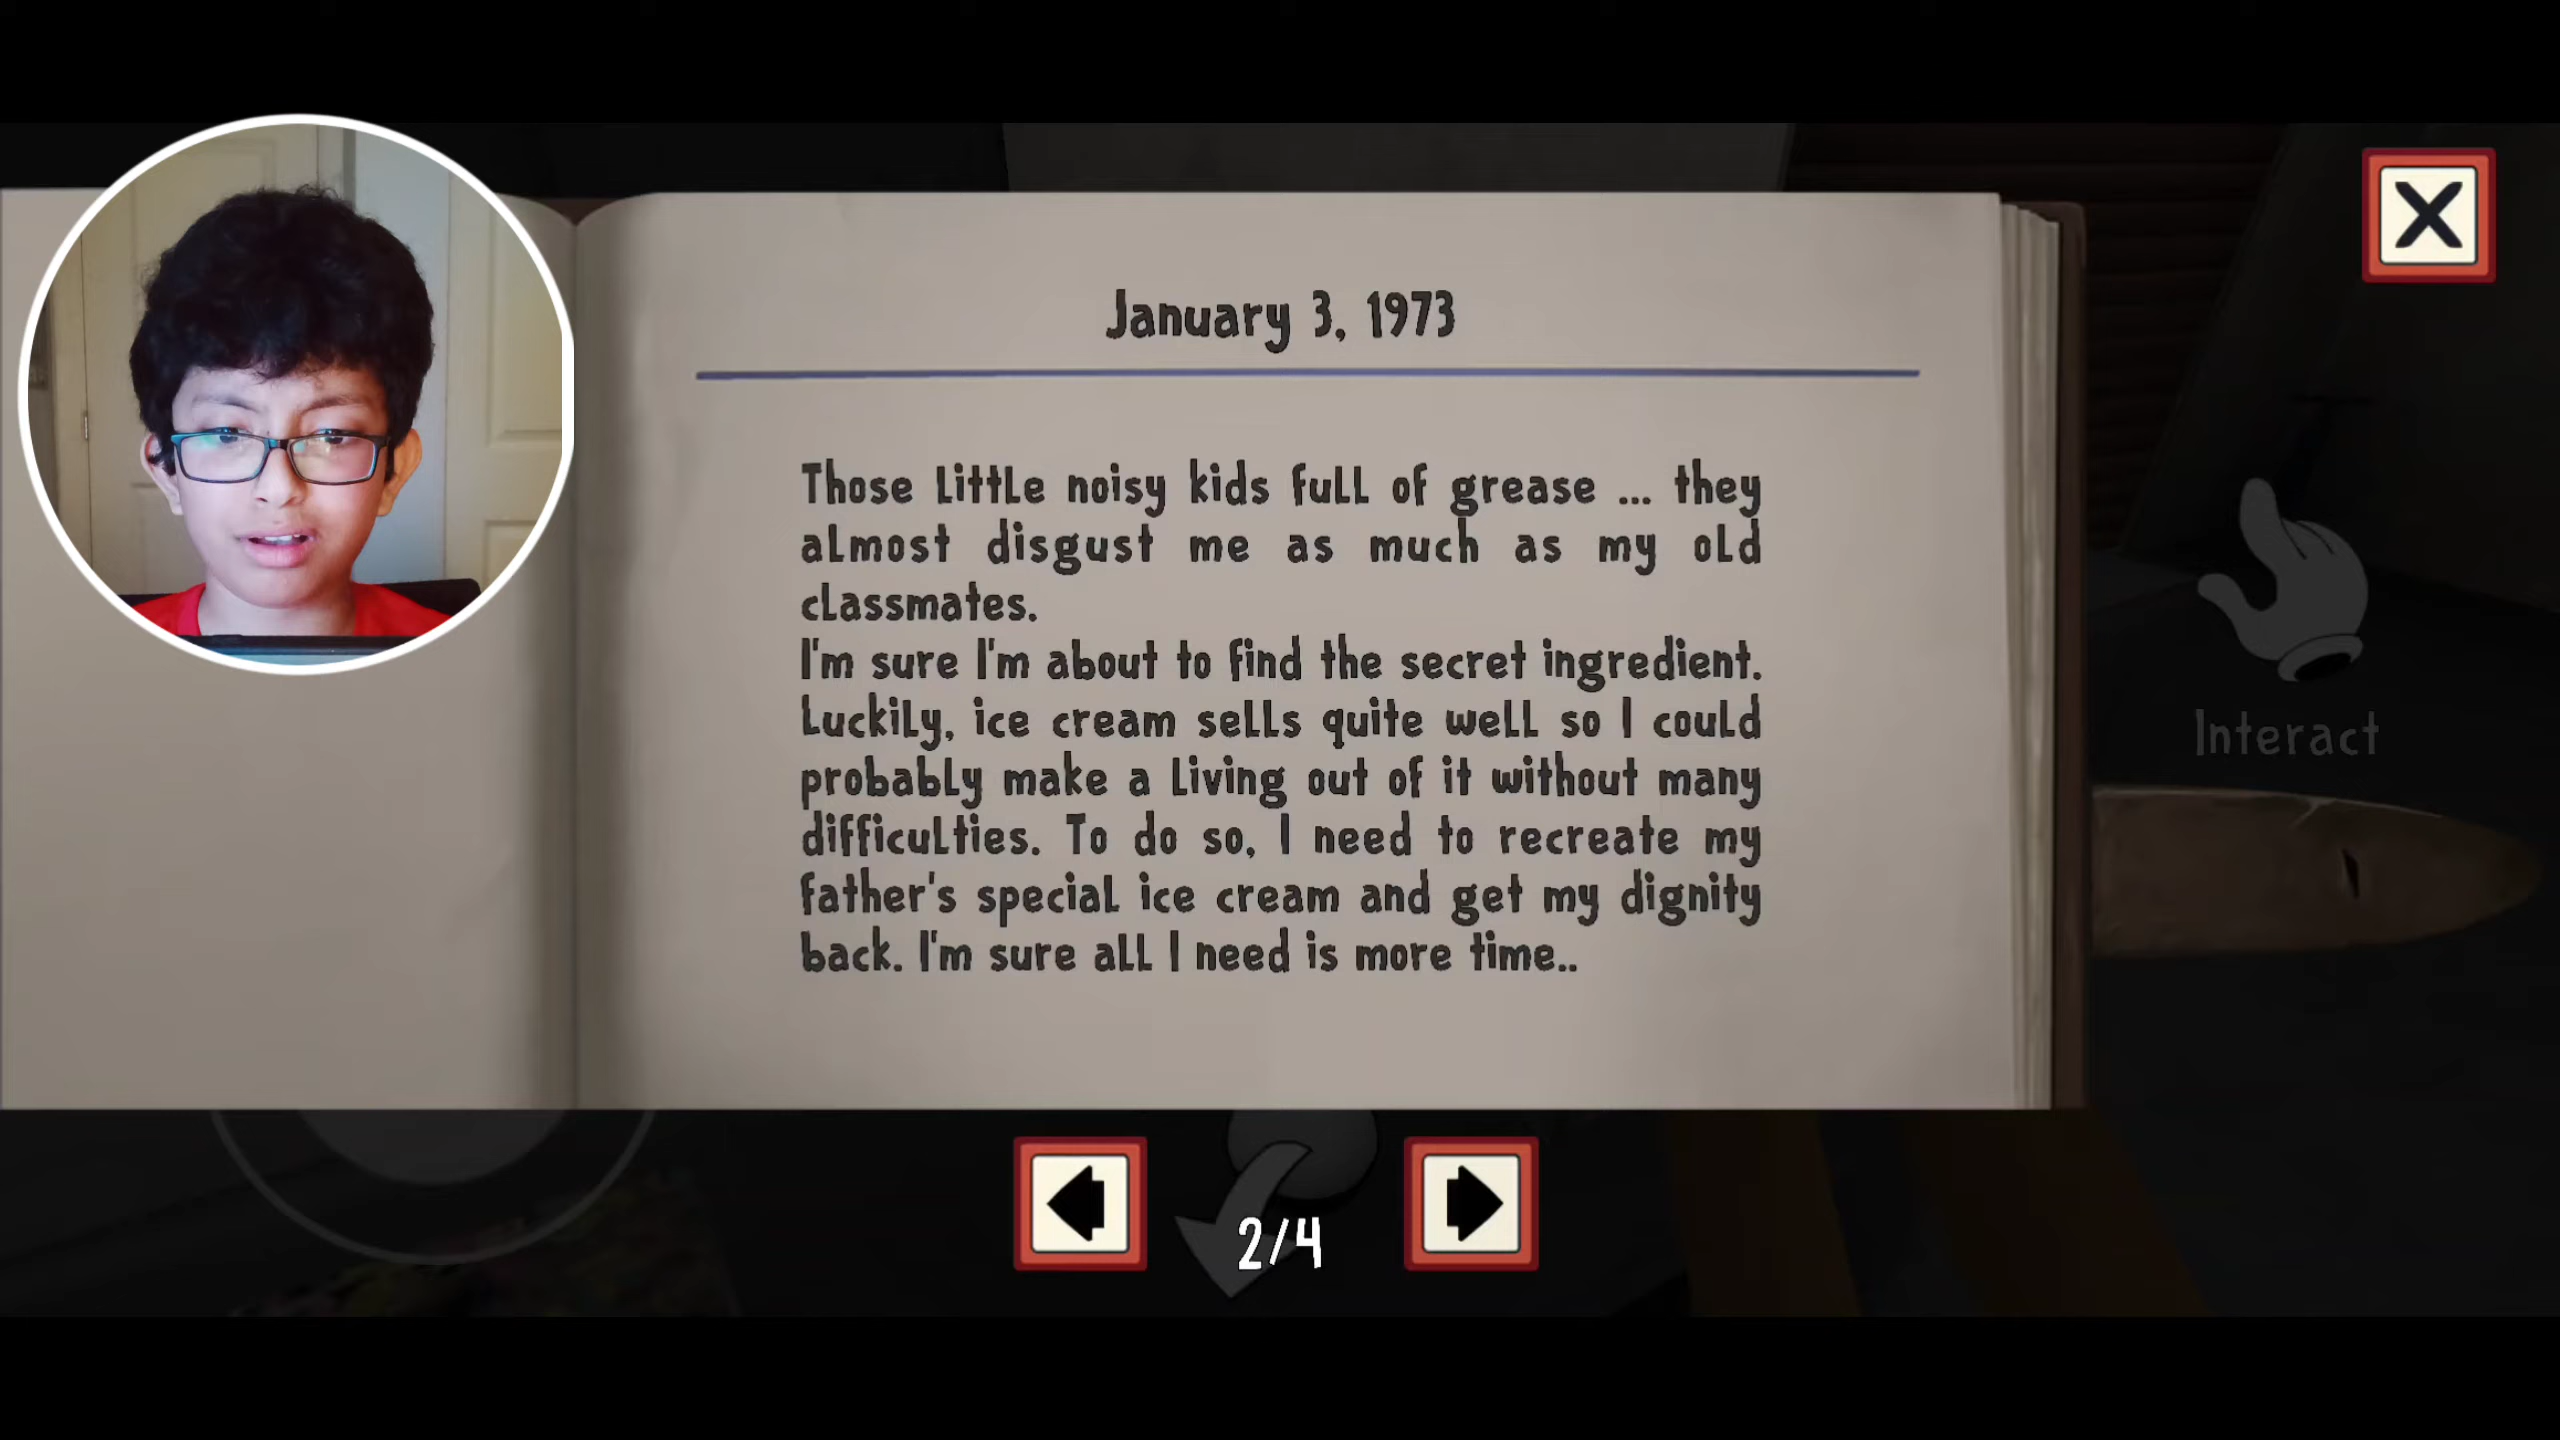 January 3, 1973
Those little noisy kids full of grease ... they
almost disgust me as much as my old
classmates.
I'm sure I'm about to find the secret ingredient.
Luckily, ice cream sells quite well so I could
probably make a living out of it without many
difficulties. To do so, I need to recreate my
father's special ice cream and get my dignity
back. I'm sure all I need is more time..
Interact
2/4